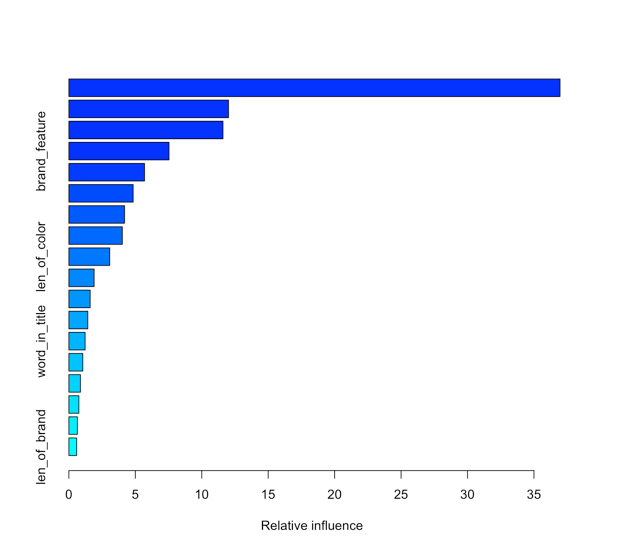 brand_feature
len_of_color
word_in_title
len_of_brand
0 5 10 15 20 25 30 35
Relative influence